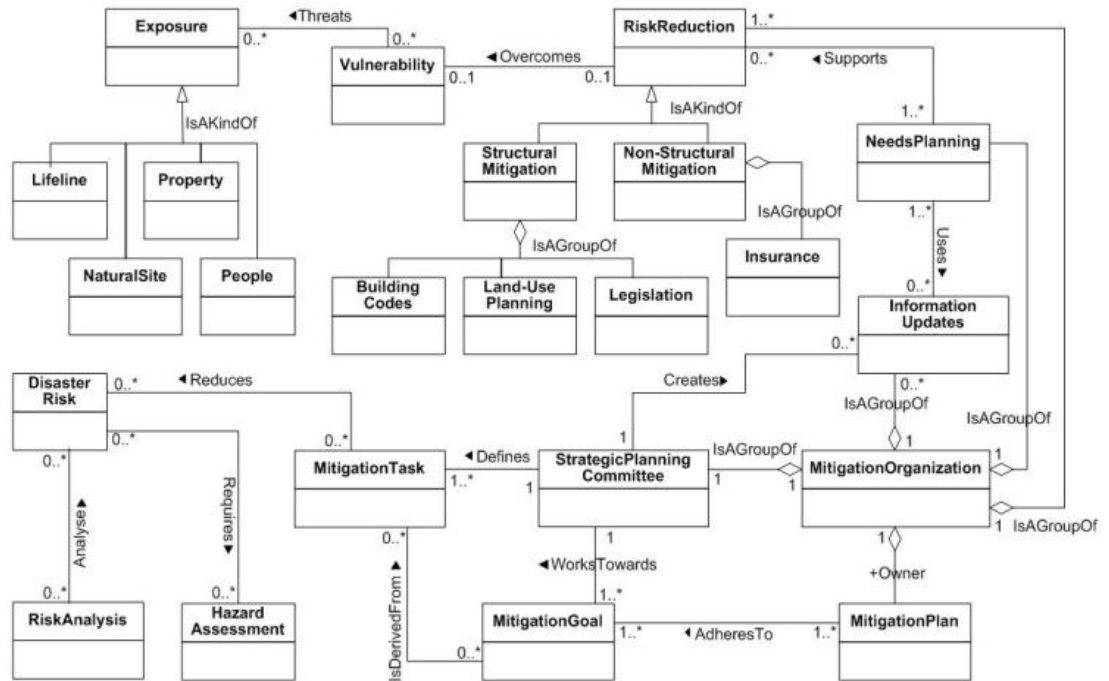 Exposure
◄Threats
0..*
0..*
Vulnerability
0..1
◄Overcomes
0..1
RiskReduction
1..*
0..*
◄Supports
1..*
NeedsPlanning
1..*
IsAKindOf
IsAKindOf
Lifeline
Property
NaturalSite
People
Structural
Mitigation
Non-Structural
Mitigation
IsAGroupOf
Insurance
IsAGroupOf
Building
Codes
Land-Use
Planning
Legislation
Uses►
0..*
Information
Updates
0..*
0..*
Creates►
IsAGroupOf
IsAGroupOf
Disaster
Risk
0..*
◄Reduces
0..*
0..*
0..*
MitigationTask
1..*
◄Defines
1
1
StrategicPlanning
Committee
1
IsAGroupOf
1
1
MitigationOrganization
1
1
IsAGroupOf
1
+Owner
Analyse►
Requires►
0..*
0..*
RiskAnalysis
Hazard
Assessment
0..*
IsDerivedFrom►
0..*
1
◄WorksTowards
1..*
MitigationGoal
1..*
◄AdheresTo
1..*
MitigationPlan